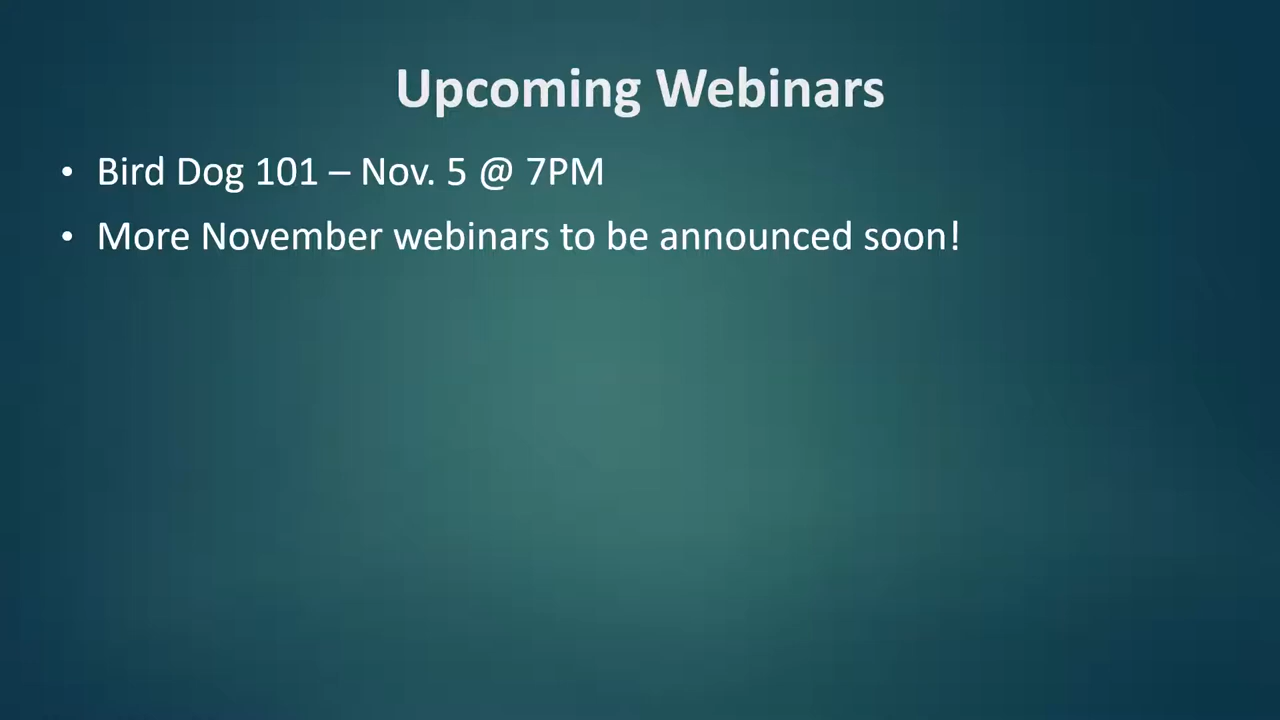 Upcoming Webinars
• Bird Dog 101 – Nov. 5 @ 7PM
• More November webinars to be announced soon!